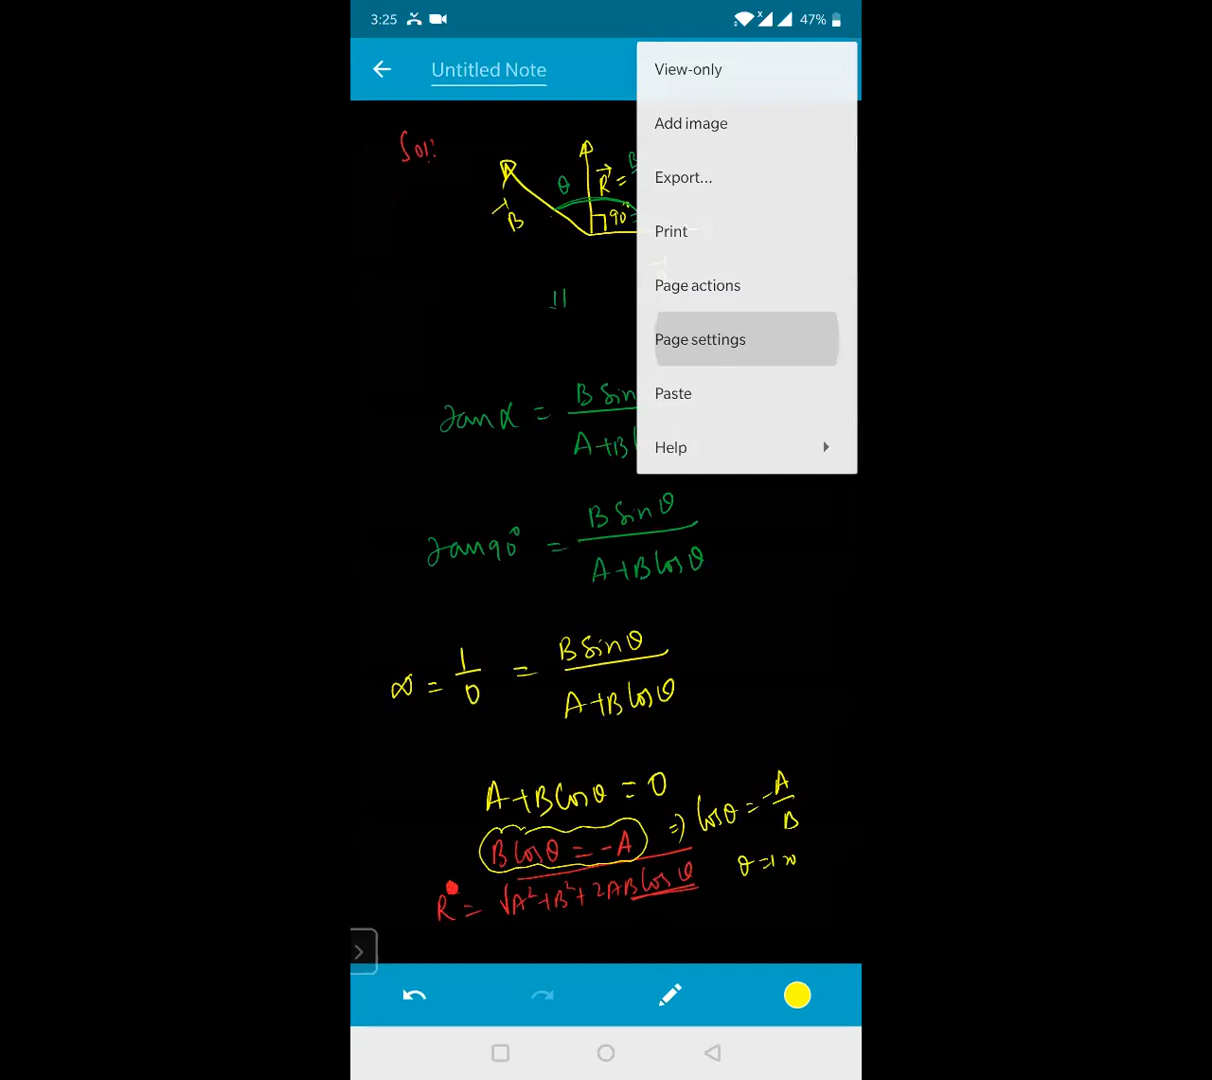 3:25 47%
Untitled Note
View-only
Add image
Export...
Print
Page actions
Page settings
Paste
Help
Sol:
θ R = B
B 90°
tan α = B Sin
A+B
tan 90° = B Sin θ
A+B Cos θ
∞ = 1/0 = B Sin θ
A+B Cos θ
A+B Cos θ = 0 ⇒ Cos θ = -A/B
B Cos θ = -A
R = √A²+B²+2AB Cos θ